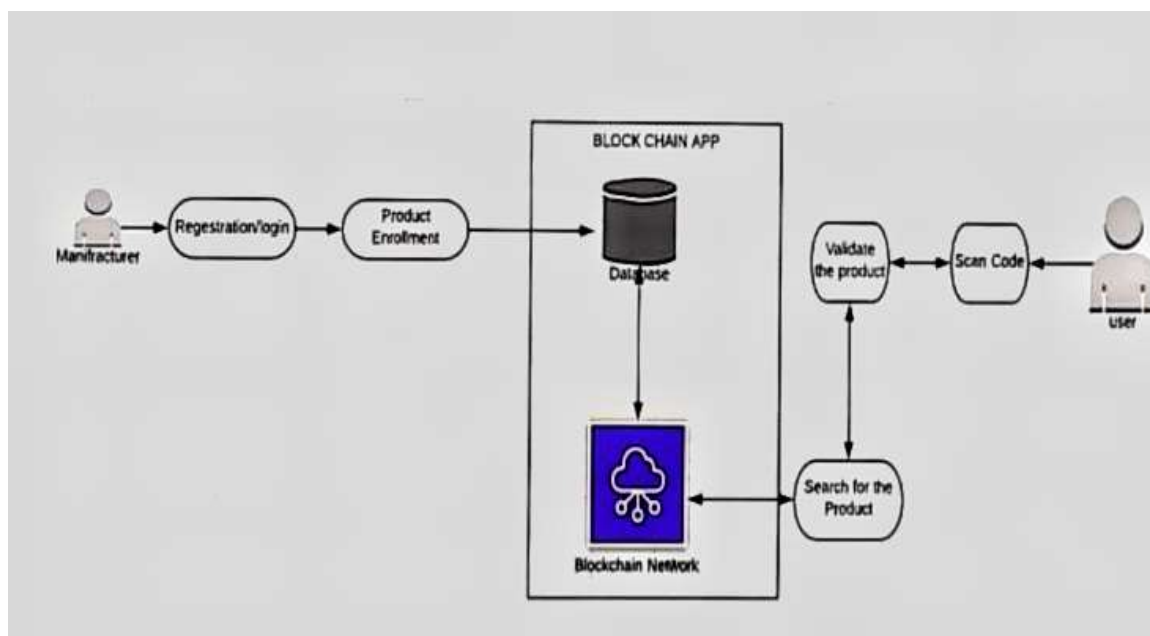 BLOCK CHAIN APP
Manifracturer
Regestration/login
Product
Enrollment
Database
Blockchain Network
Validate
the product
Scan Code
user
Search for the
Product